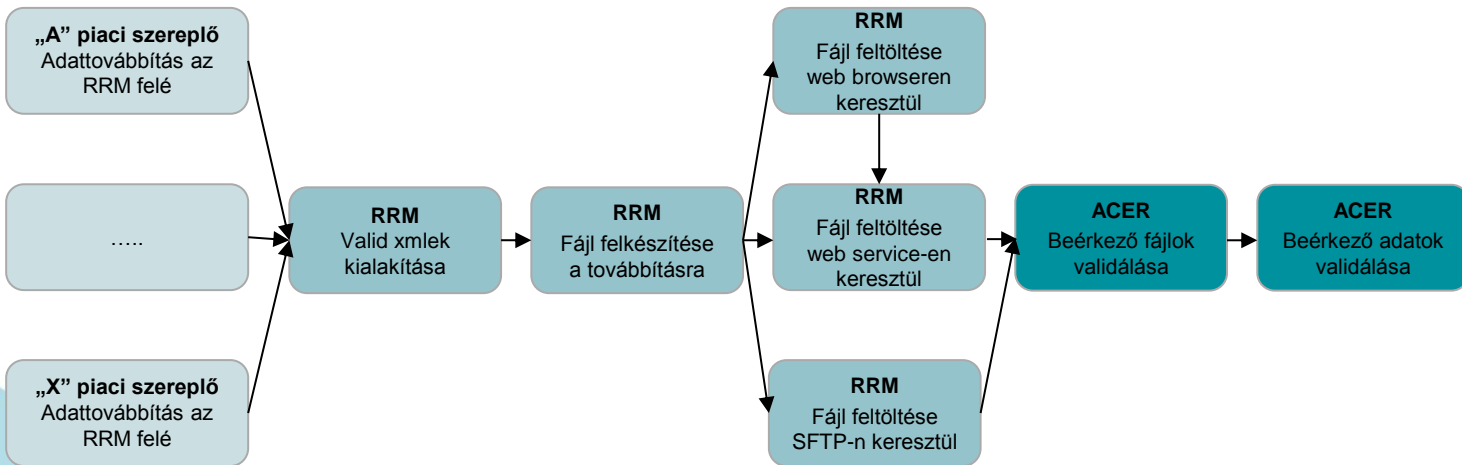 „A” piaci szereplő
Adattovábbítás az
RRM felé
…..
„X” piaci szereplő
Adattovábbítás az
RRM felé
RRM
Valid xmlek
kialakítása
RRM
Fájl felkészítése
a továbbításra
RRM
Fájl feltöltése
web browseren
keresztül
RRM
Fájl feltöltése
web service-en
keresztül
RRM
Fájl feltöltése
SFTP-n keresztül
ACER
Beérkező fájlok
validálása
ACER
Beérkező adatok
validálása